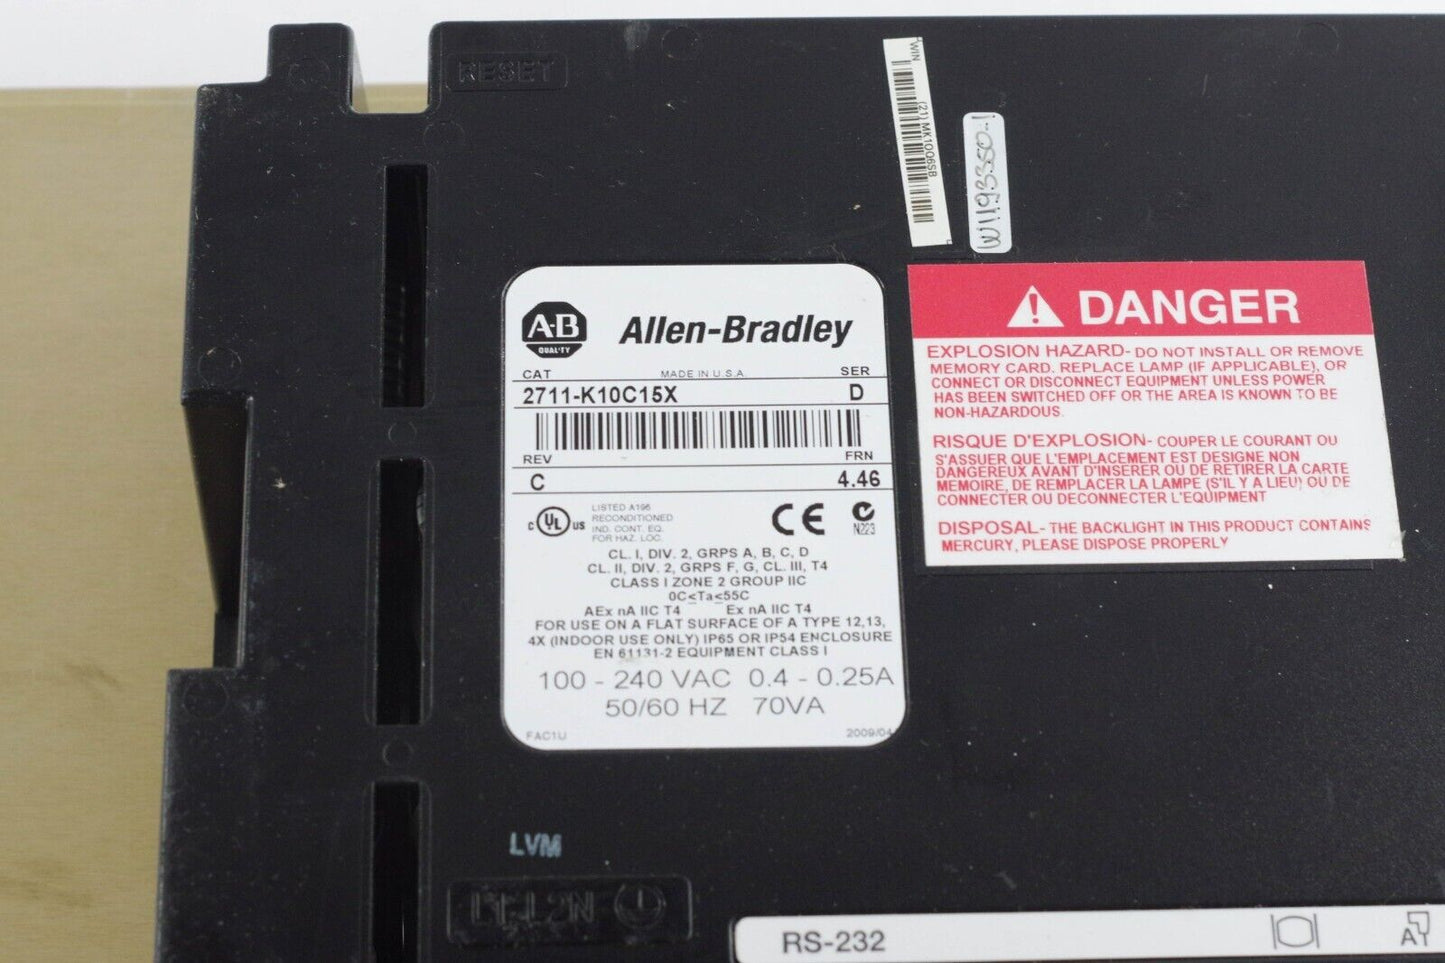 RESET
WIN
(21) MK1OO6SB
W1193350-1
A-B
QUALITY
Allen-Bradley
CAT
MADE IN U.S.A.
SER
2711-K10C15X
D
REV
FRN
C
4.46
C UL US
LISTED A196
RECONDITIONED
IND. CONT. EQ.
FOR HAZ. LOC.
CE
N223
CL. I, DIV. 2, GRPS A, B, C, D
CL. II, DIV. 2, GRPS F, G, CL. III, T4
CLASS I ZONE 2 GROUP IIC
0C≤Ta≤55C
AEx nA IIC T4 Ex nA IIC T4
FOR USE ON A FLAT SURFACE OF A TYPE 12,13,
4X (INDOOR USE ONLY) IP65 OR IP54 ENCLOSURE
EN 61131-2 EQUIPMENT CLASS I
100 - 240 VAC 0.4 - 0.25A
50/60 HZ 70VA
FAC1U
2009/04
DANGER
EXPLOSION HAZARD- DO NOT INSTALL OR REMOVE
MEMORY CARD. REPLACE LAMP (IF APPLICABLE), OR
CONNECT OR DISCONNECT EQUIPMENT UNLESS POWER
HAS BEEN SWITCHED OFF OR THE AREA IS KNOWN TO BE
NON-HAZARDOUS.
RISQUE D'EXPLOSION- COUPER LE COURANT OU
S'ASSUER QUE L'EMPLACEMENT EST DESIGNE NON
DANGEREUX AVANT D'INSERER OU DE RETIRER LA CARTE
MEMOIRE, DE REMPLACER LA LAMPE (S'IL Y A LIEU) OU DE
CONNECTER OU DECONNECTER L'EQUIPMENT
DISPOSAL- THE BACKLIGHT IN THIS PRODUCT CONTAINS
MERCURY, PLEASE DISPOSE PROPERLY
LVM
L1 L2N
RS-232
A